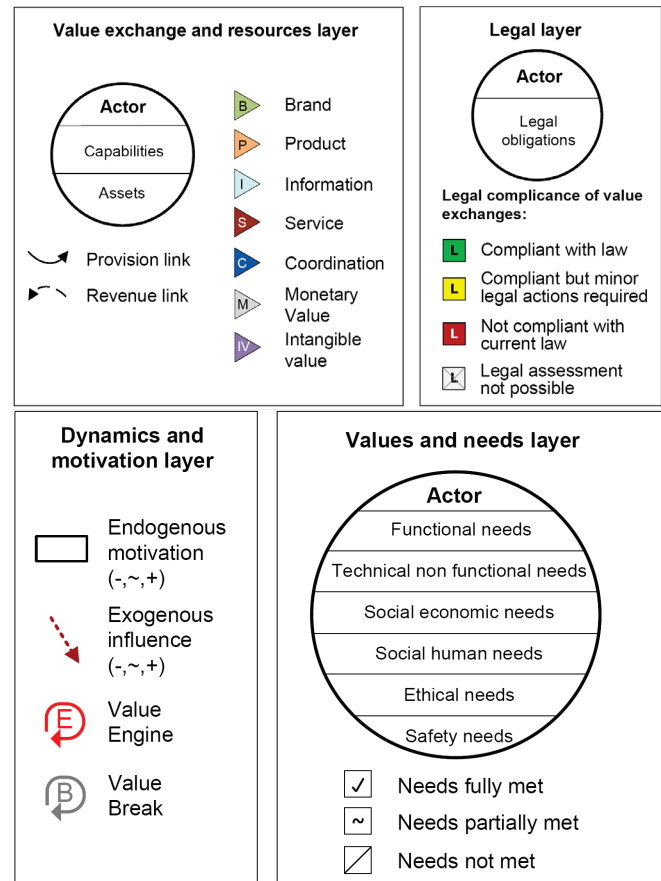 Value exchange and resources layer
Actor
Capabilities
Assets
Provision link
Revenue link
B
Brand
P
Product
I
Information
S
Service
C
Coordination
M
Monetary
Value
IV
Intangible
value
Legal layer
Actor
Legal
obligations
Legal complicance of value
exchanges:
L
Compliant with law
L
Compliant but minor
legal actions required
L
Not compliant with
current law
L
Legal assessment
not possible
Dynamics and
motivation layer
Endogenous
motivation
(-,~,+)
Exogenous
influence
(-,~,+)
E
Value
Engine
B
Value
Break
Values and needs layer
Actor
Functional needs
Technical non functional needs
Social economic needs
Social human needs
Ethical needs
Safety needs
✓
Needs fully met
~
Needs partially met
Needs not met